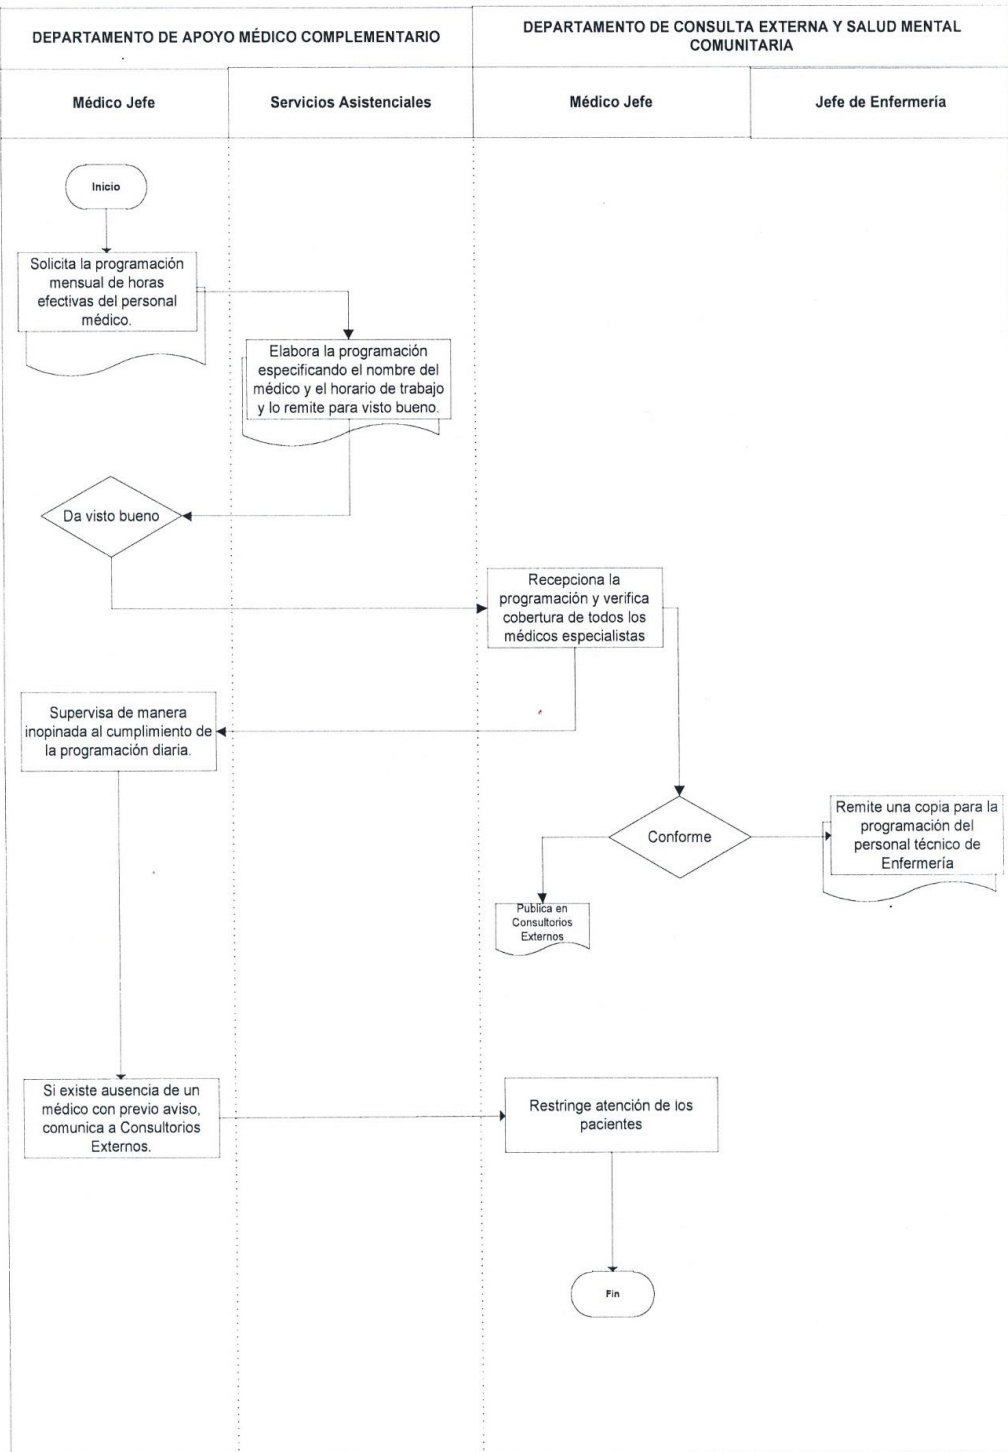 DEPARTAMENTO DE APOYO MÉDICO COMPLEMENTARIO
DEPARTAMENTO DE CONSULTA EXTERNA Y SALUD MENTAL
COMUNITARIA
Médico Jefe
Servicios Asistenciales
Médico Jefe
Jefe de Enfermería
Inicio
Solicita la programación
mensual de horas
efectivas del personal
médico.
Elabora la programación
especificando el nombre del
médico y el horario de trabajo
y lo remite para visto bueno.
Da visto bueno
Recepciona la
programación y verifica
cobertura de todos los
médicos especialistas
Supervisa de manera
inopinada al cumplimiento de
la programación diaria.
Conforme
Remite una copia para la
programación del
personal técnico de
Enfermería
Publica en
Consultorios
Externos
Si existe ausencia de un
médico con previo aviso,
comunica a Consultorios
Externos.
Restringe atención de los
pacientes
Fin